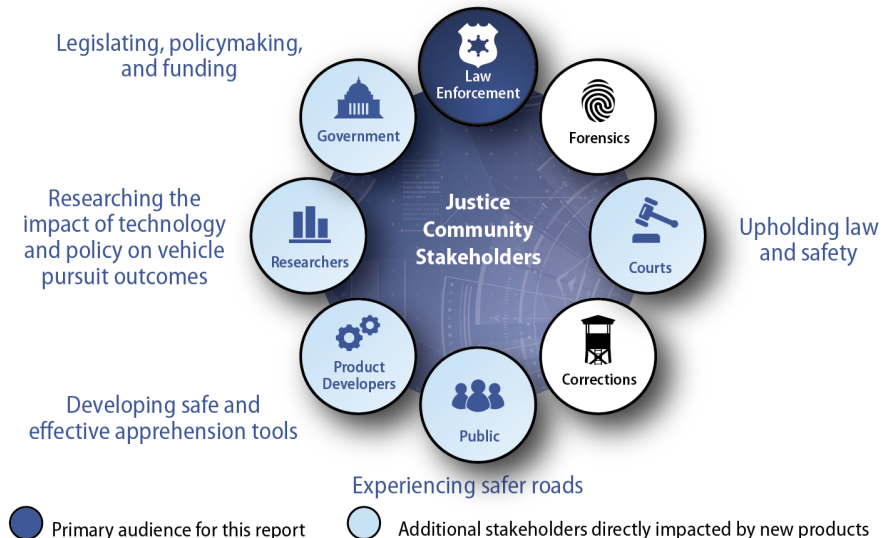 Legislating, policymaking,
and funding
Law
Enforcement
Government
Forensics
Researching the
impact of technology
and policy on vehicle
pursuit outcomes
Researchers
Justice
Community
Stakeholders
Courts
Upholding law
and safety
Product
Developers
Corrections
Developing safe and
effective apprehension tools
Public
Experiencing safer roads
Primary audience for this report
Additional stakeholders directly impacted by new products